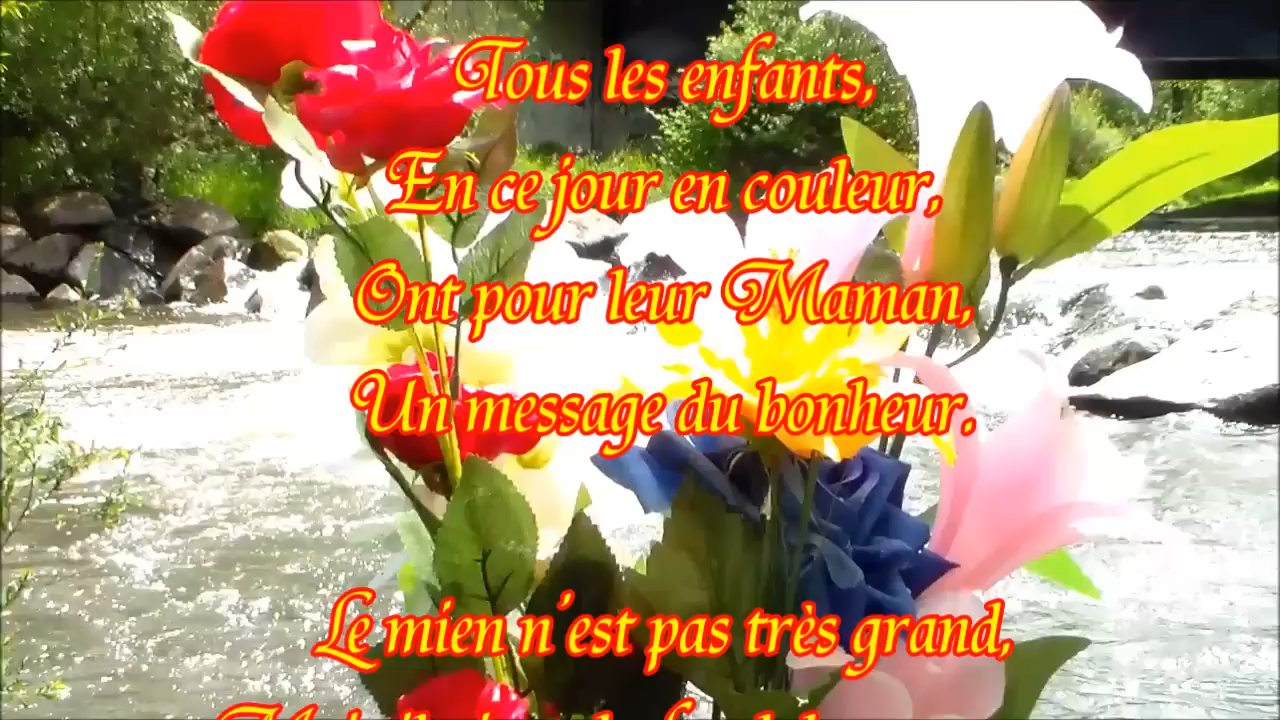 Tous les enfants,
En ce jour en couleur,
Ont pour leur Maman,
Un message du bonheur.
Le mien n'est pas très grand,